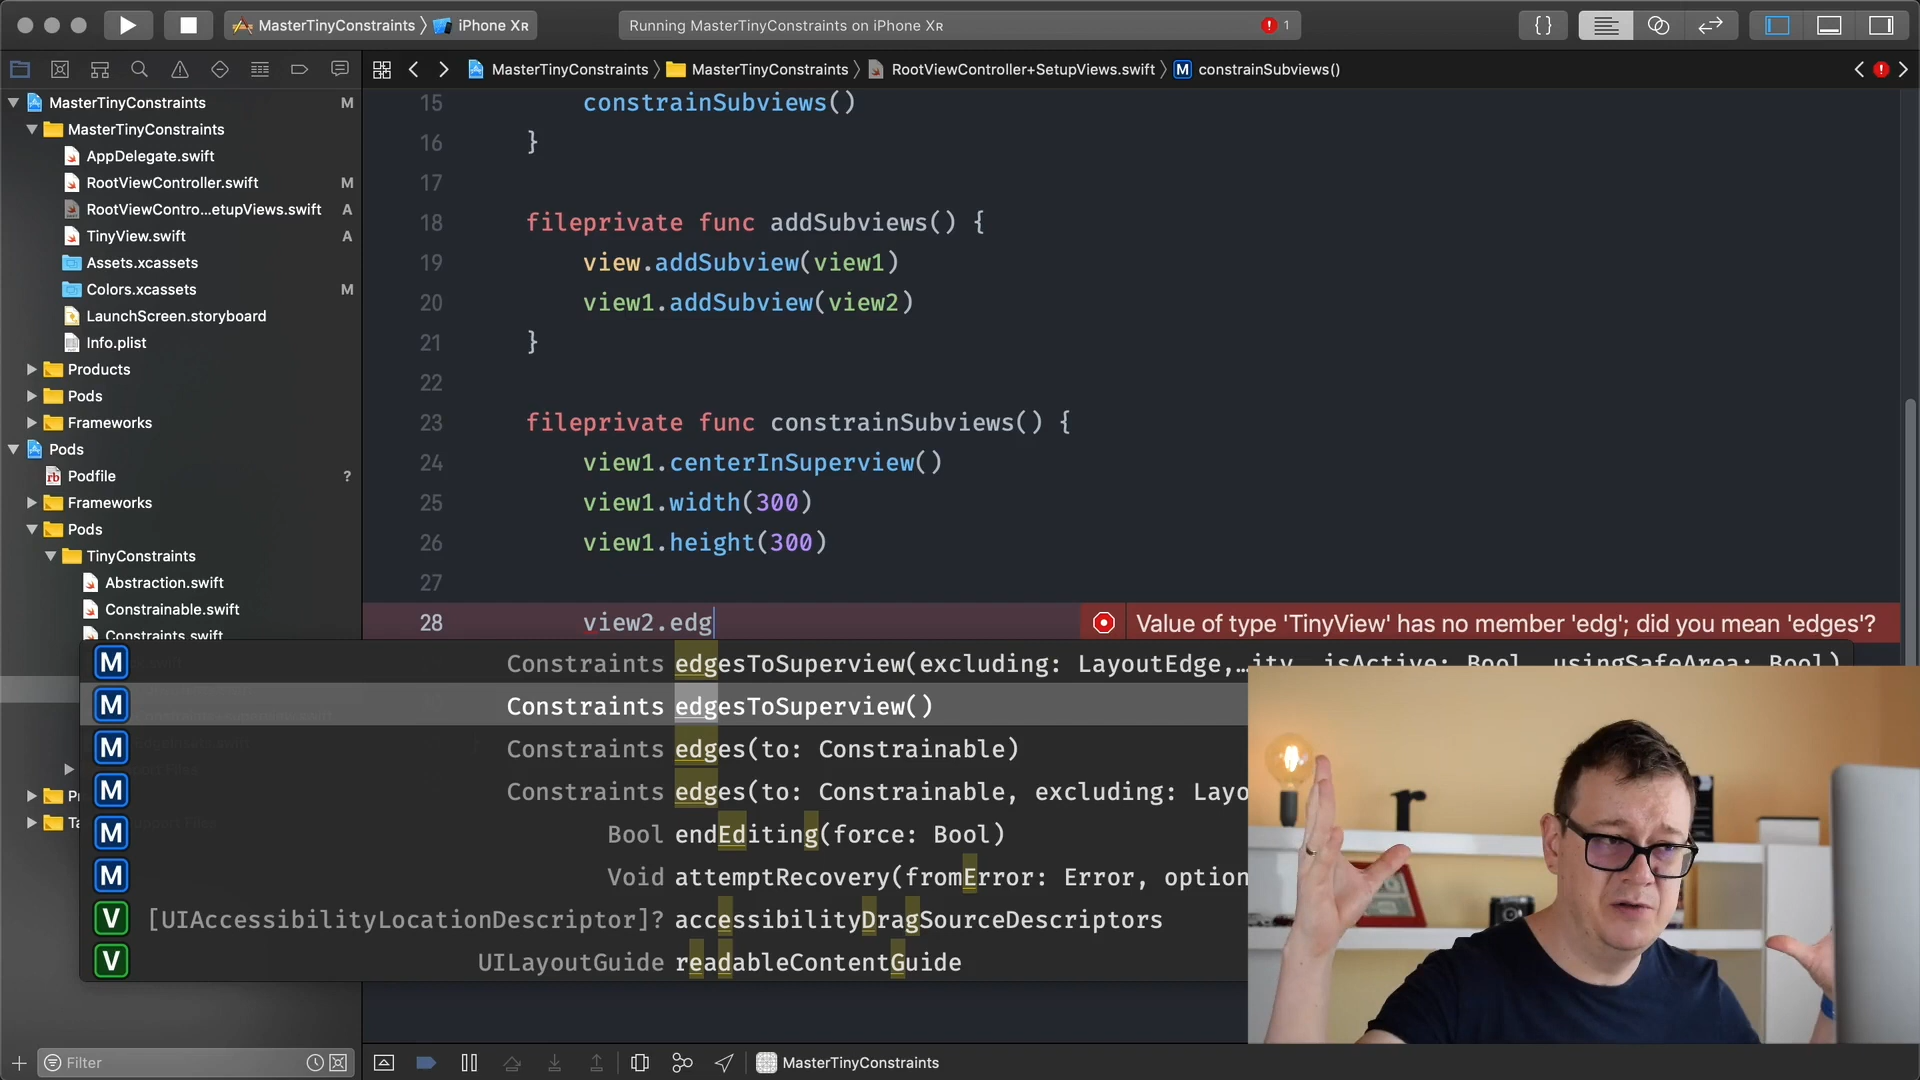 MasterTinyConstraints 〉 iPhone XR
Running MasterTinyConstraints on iPhone XR
1
{}
MasterTinyConstraints 〉 MasterTinyConstraints 〉 RootViewController+SetupViews.swift 〉 M constrainSubviews()
MasterTinyConstraints M
MasterTinyConstraints
AppDelegate.swift
RootViewController.swift M
RootViewContro...etupViews.swift A
TinyView.swift A
Assets.xcassets
Colors.xcassets M
LaunchScreen.storyboard
Info.plist
Products
Pods
Frameworks
Pods
rb Podfile ?
Frameworks
Pods
TinyConstraints
Abstraction.swift
Constrainable.swift
Constraints.swift
15 constrainSubviews()
16 }
17
18 fileprivate func addSubviews() {
19 view.addSubview(view1)
20 view1.addSubview(view2)
21 }
22
23 fileprivate func constrainSubviews() {
24 view1.centerInSuperview()
25 view1.width(300)
26 view1.height(300)
27
28 view2.edg
Value of type 'TinyView' has no member 'edg'; did you mean 'edges'?
M Constraints edgesToSuperview(excluding: LayoutEdge,…ity, isActive: Bool, usingSafeArea: Bool)
M Constraints edgesToSuperview()
M Constraints edges(to: Constrainable)
M Constraints edges(to: Constrainable, excluding: Layo
M Bool endEditing(force: Bool)
M Void attemptRecovery(fromError: Error, option
V [UIAccessibilityLocationDescriptor]? accessibilityDragSourceDescriptors
V UILayoutGuide readableContentGuide
Filter
MasterTinyConstraints